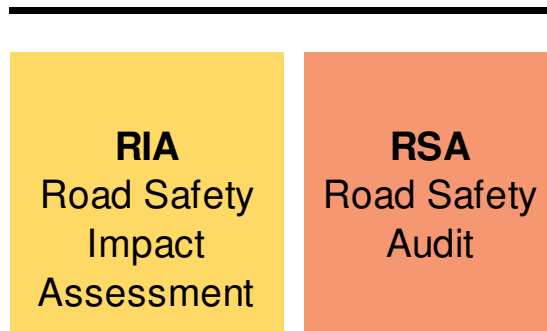 RIA
Road Safety
Impact
Assessment
RSA
Road Safety
Audit